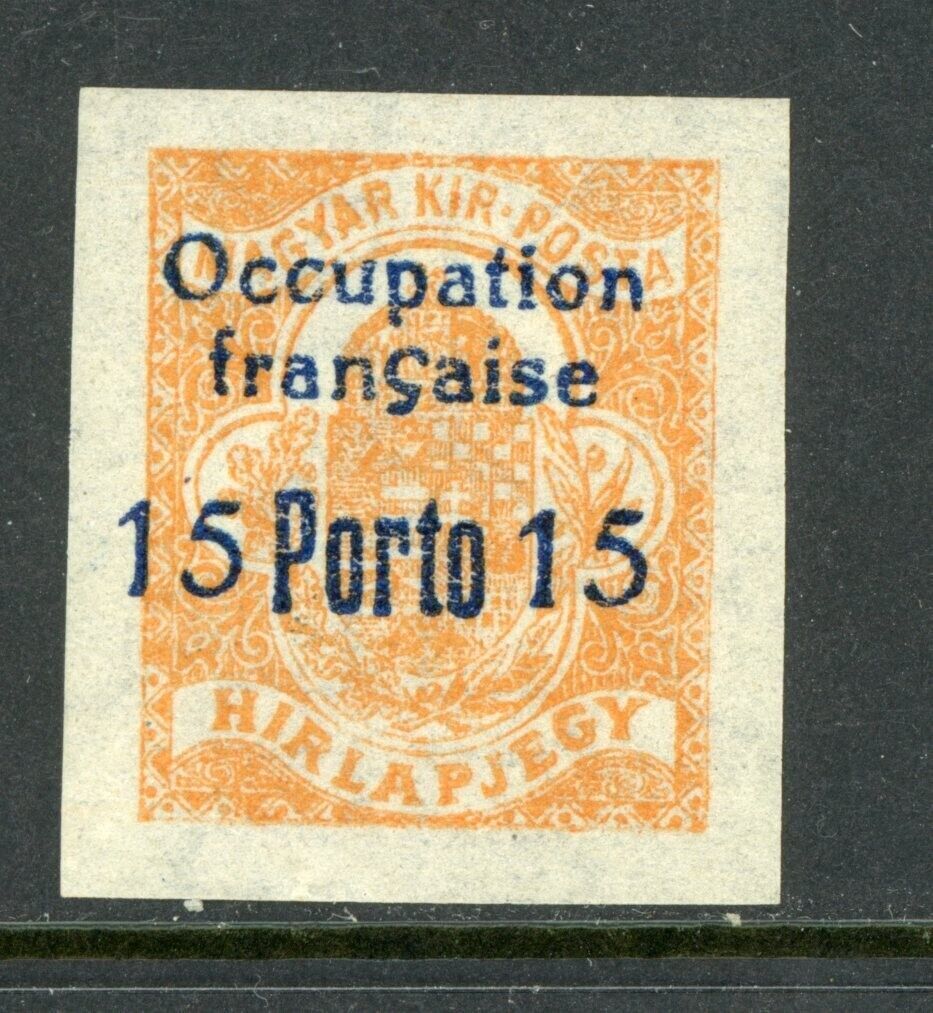 MAGYAR KIR·POSTA
Occupation
française
15 Porto 15
HIRLAPJEGY